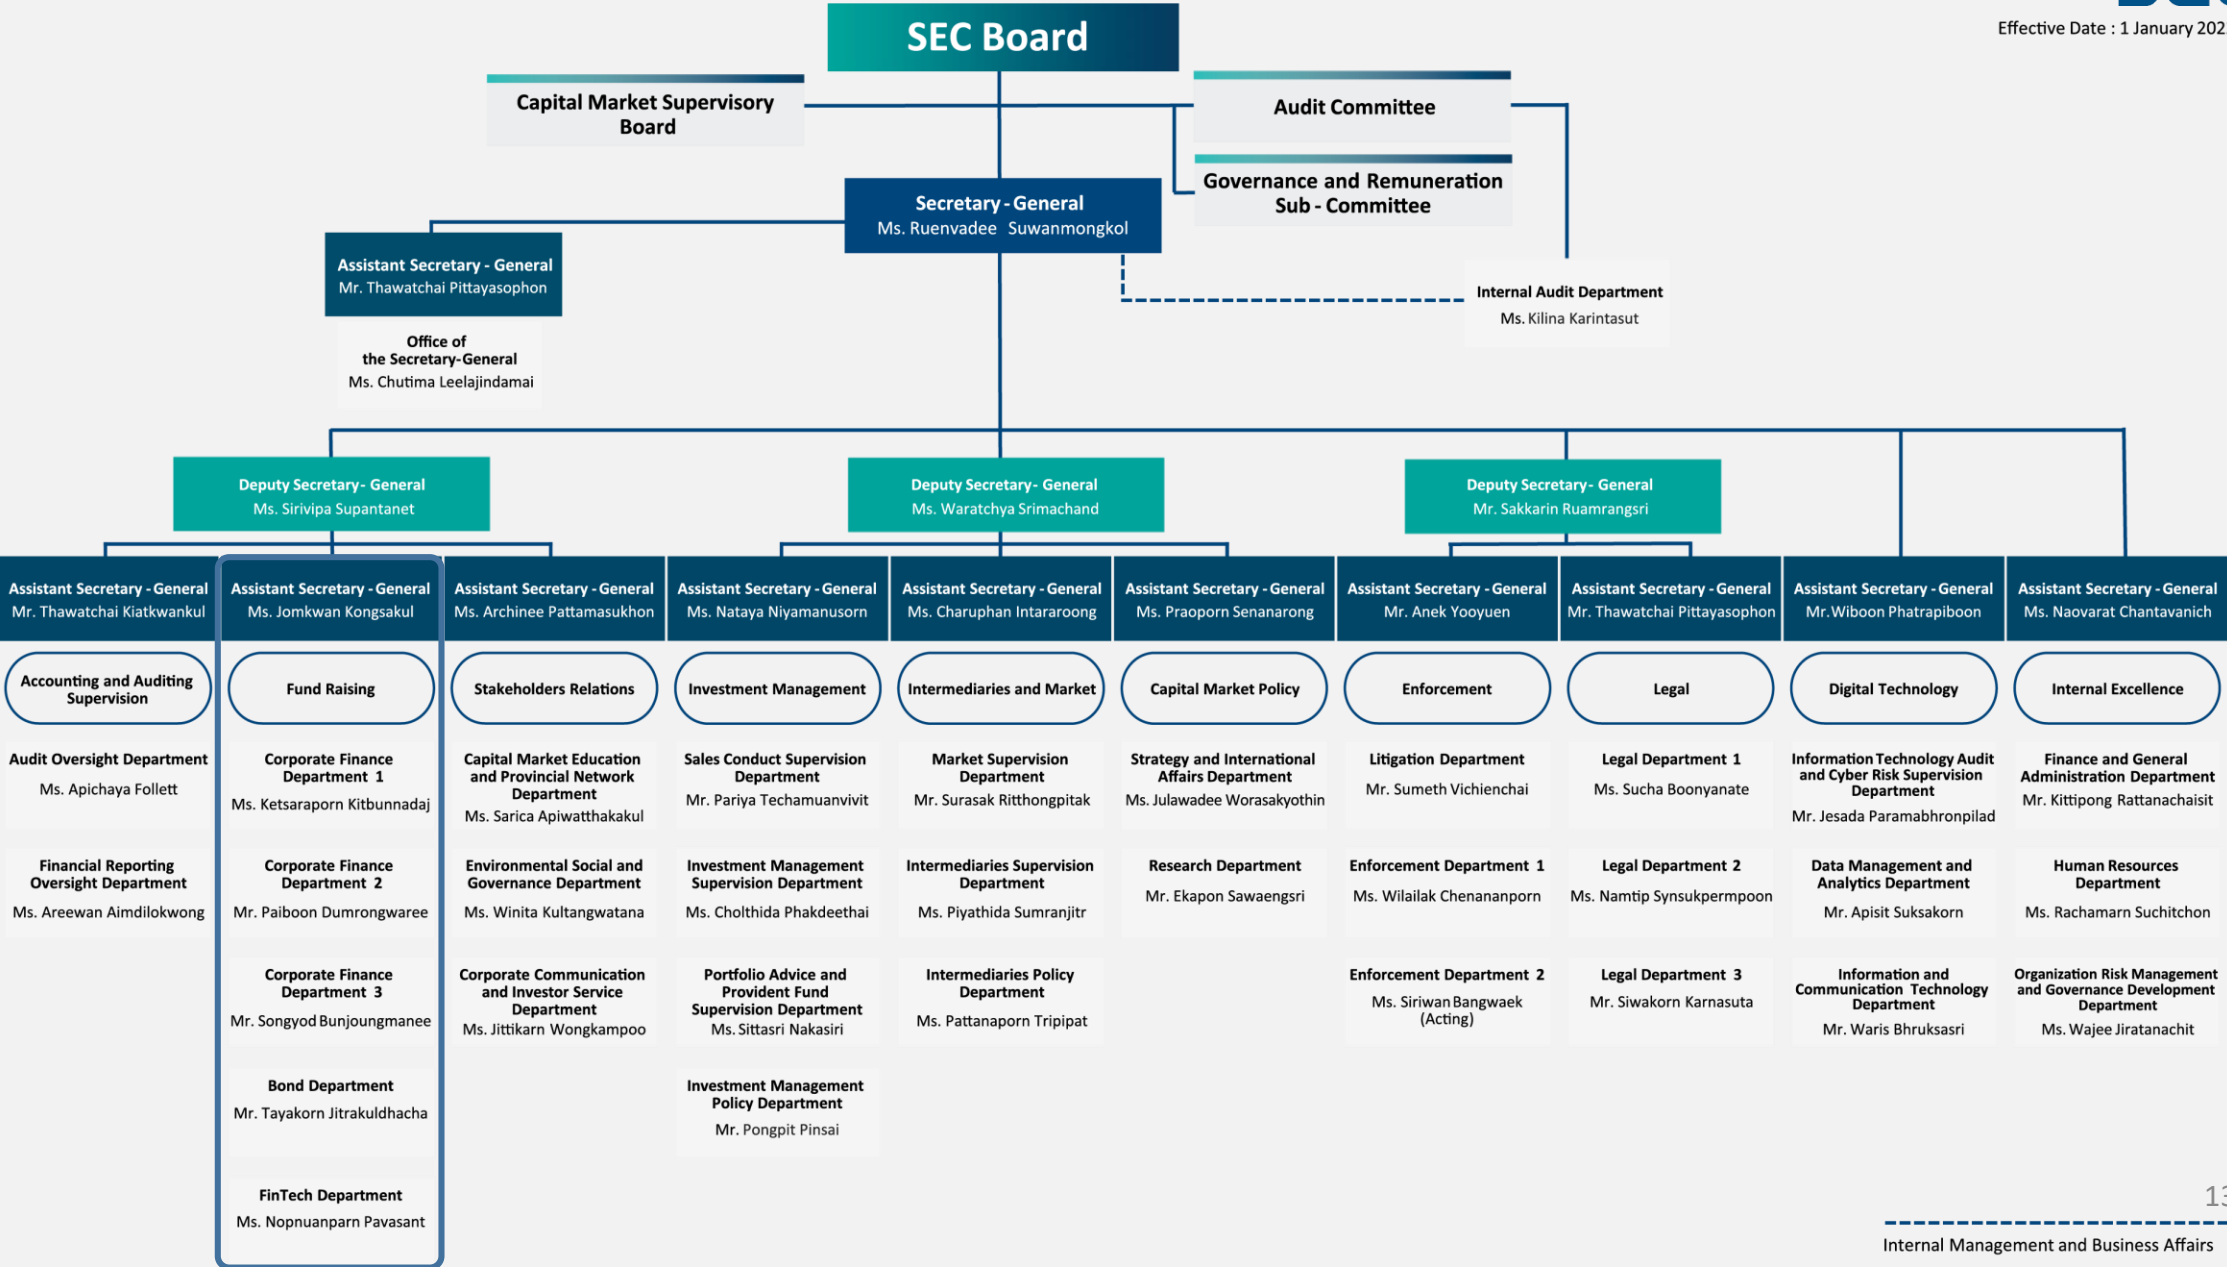 Effective Date : 1 January 202
SEC Board
Capital Market Supervisory
Board
Audit Committee
Governance and Remuneration
Sub - Committee
Secretary - General
Ms. Ruenvadee Suwanmongkol
Assistant Secretary - General
Mr. Thawatchai Pittayasophon
Office of
the Secretary-General
Ms. Chutima Leelajindamai
Internal Audit Department
Ms. Kilina Karintasut
Deputy Secretary- General
Ms. Sirivipa Supantanet
Deputy Secretary- General
Ms. Waratchya Srimachand
Deputy Secretary- General
Mr. Sakkarin Ruamrangsri
Assistant Secretary - General
Mr. Thawatchai Kiatkwankul
Accounting and Auditing
Supervision
Audit Oversight Department
Ms. Apichaya Follett
Financial Reporting
Oversight Department
Ms. Areewan Aimdilokwong
Assistant Secretary - General
Ms. Jomkwan Kongsakul
Fund Raising
Corporate Finance
Department 1
Ms. Ketsaraporn Kitbunnadaj
Corporate Finance
Department 2
Mr. Paiboon Dumrongwaree
Corporate Finance
Department 3
Mr. Songyod Bunjoungmanee
Bond Department
Mr. Tayakorn Jitrakuldhacha
FinTech Department
Ms. Nopnuanparn Pavasant
Assistant Secretary - General
Ms. Archinee Pattamasukhon
Stakeholders Relations
Capital Market Education
and Provincial Network
Department
Ms. Sarica Apiwatthakakul
Environmental Social and
Governance Department
Ms. Winita Kultangwatana
Corporate Communication
and Investor Service
Department
Ms. Jittikarn Wongkampoo
Assistant Secretary - General
Ms. Nataya Niyamanusorn
Investment Management
Sales Conduct Supervision
Department
Mr. Pariya Techamuanvivit
Investment Management
Supervision Department
Ms. Cholthida Phakdeethai
Portfolio Advice and
Provident Fund
Supervision Department
Ms. Sittasri Nakasiri
Investment Management
Policy Department
Mr. Pongpit Pinsai
Assistant Secretary - General
Ms. Charuphan Intararoong
Intermediaries and Market
Market Supervision
Department
Mr. Surasak Ritthongpitak
Intermediaries Supervision
Department
Ms. Piyathida Sumranjitr
Intermediaries Policy
Department
Ms. Pattanaporn Tripipat
Assistant Secretary - General
Ms. Praoporn Senanarong
Capital Market Policy
Strategy and International
Affairs Department
Ms. Julawadee Worasakyothin
Research Department
Mr. Ekapon Sawaengsri
Assistant Secretary - General
Mr. Anek Yooyuen
Enforcement
Litigation Department
Mr. Sumeth Vichienchai
Enforcement Department 1
Ms. Wilailak Chenananporn
Enforcement Department 2
Ms. Siriwan Bangwaek
(Acting)
Assistant Secretary - General
Mr. Thawatchai Pittayasophon
Legal
Legal Department 1
Ms. Sucha Boonyanate
Legal Department 2
Ms. Namtip Synsukpermpoon
Legal Department 3
Mr. Siwakorn Karnasuta
Assistant Secretary - General
Mr.Wiboon Phatrapiboon
Digital Technology
Information Technology Audit
and Cyber Risk Supervision
Department
Mr. Jesada Paramabhronpilad
Data Management and
Analytics Department
Mr. Apisit Suksakorn
Information and
Communication Technology
Department
Mr. Waris Bhruksasri
Assistant Secretary - General
Ms. Naovarat Chantavanich
Internal Excellence
Finance and General
Administration Department
Mr. Kittipong Rattanachaisit
Human Resources
Department
Ms. Rachamarn Suchitchon
Organization Risk Management
and Governance Development
Department
Ms. Wajee Jiratanachit
13
Internal Management and Business Affairs